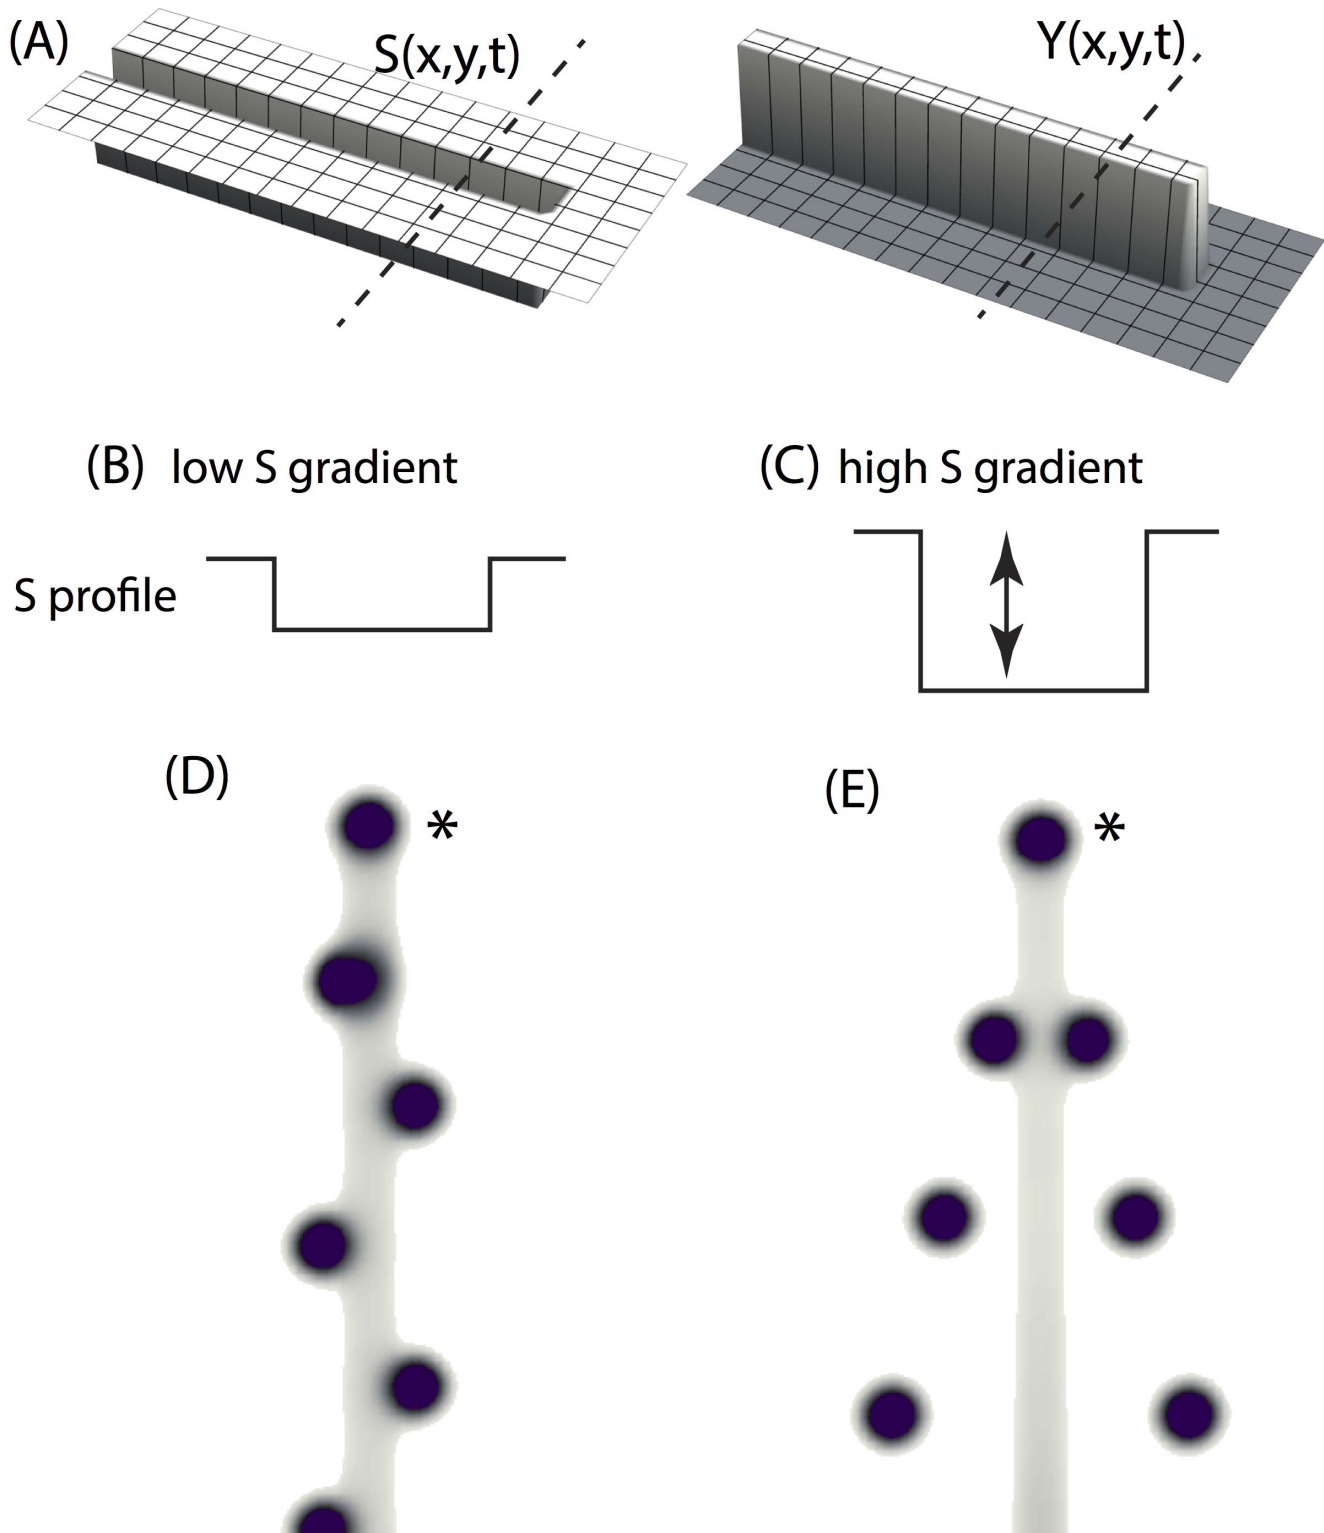 (A)
S(x,y,t)
Y(x,y,t)
(B) low S gradient
(C) high S gradient
S profile
(D)
*
(E)
*